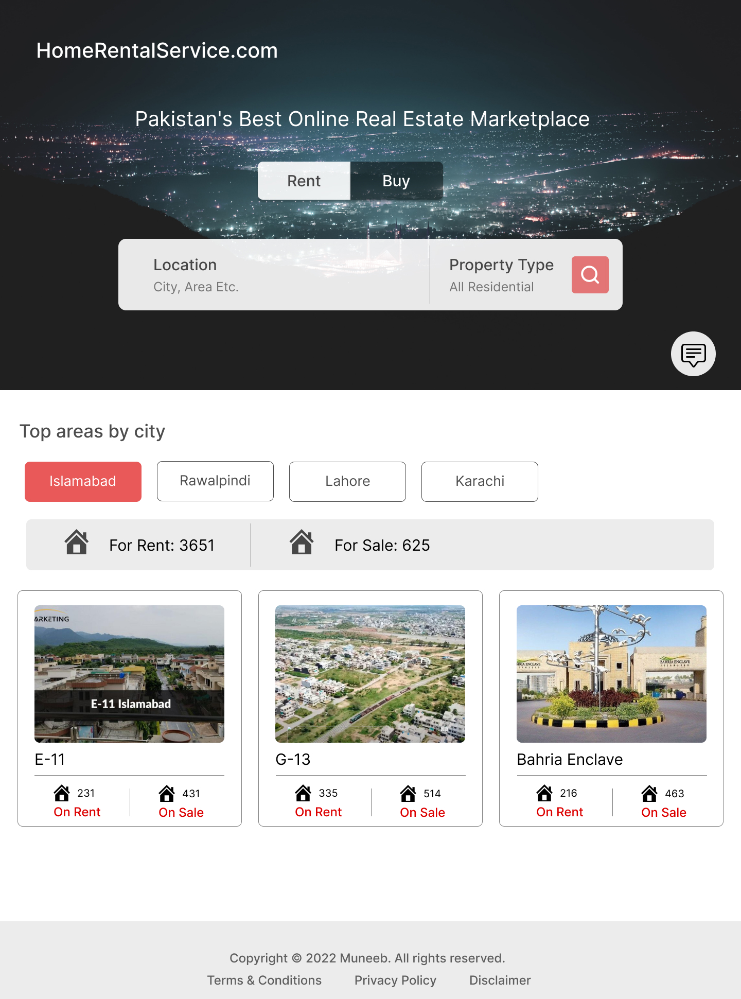 HomeRentalService.com
Pakistan's Best Online Real Estate Marketplace
Rent
Buy
Location
City, Area Etc.
Property Type
All Residential
Top areas by city
Islamabad
Rawalpindi
Lahore
Karachi
For Rent: 3651
For Sale: 625
ARKETING
E-11 Islamabad
E-11
231
On Rent
431
On Sale
G-13
335
On Rent
514
On Sale
HRIA ENCLAVE
BAHRIA ENCLAVE
ISLAMABAD
Bahria Enclave
216
On Rent
463
On Sale
Copyright © 2022 Muneeb. All rights reserved.
Terms & Conditions
Privacy Policy
Disclaimer